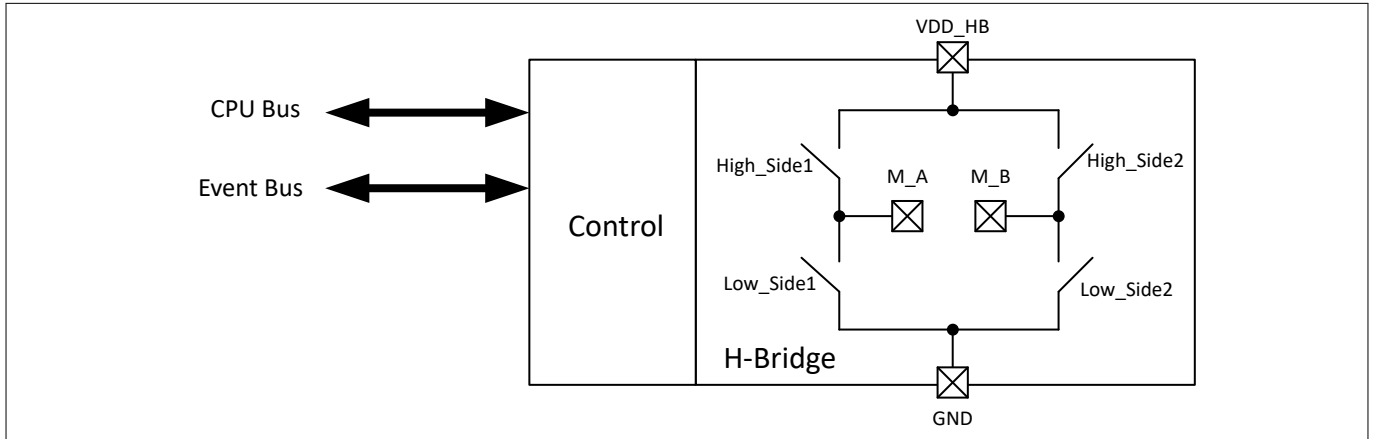 VDD_HB
CPU Bus
High_Side1
High_Side2
M_A
M_B
Event Bus
Control
Low_Side1
Low_Side2
H-Bridge
GND